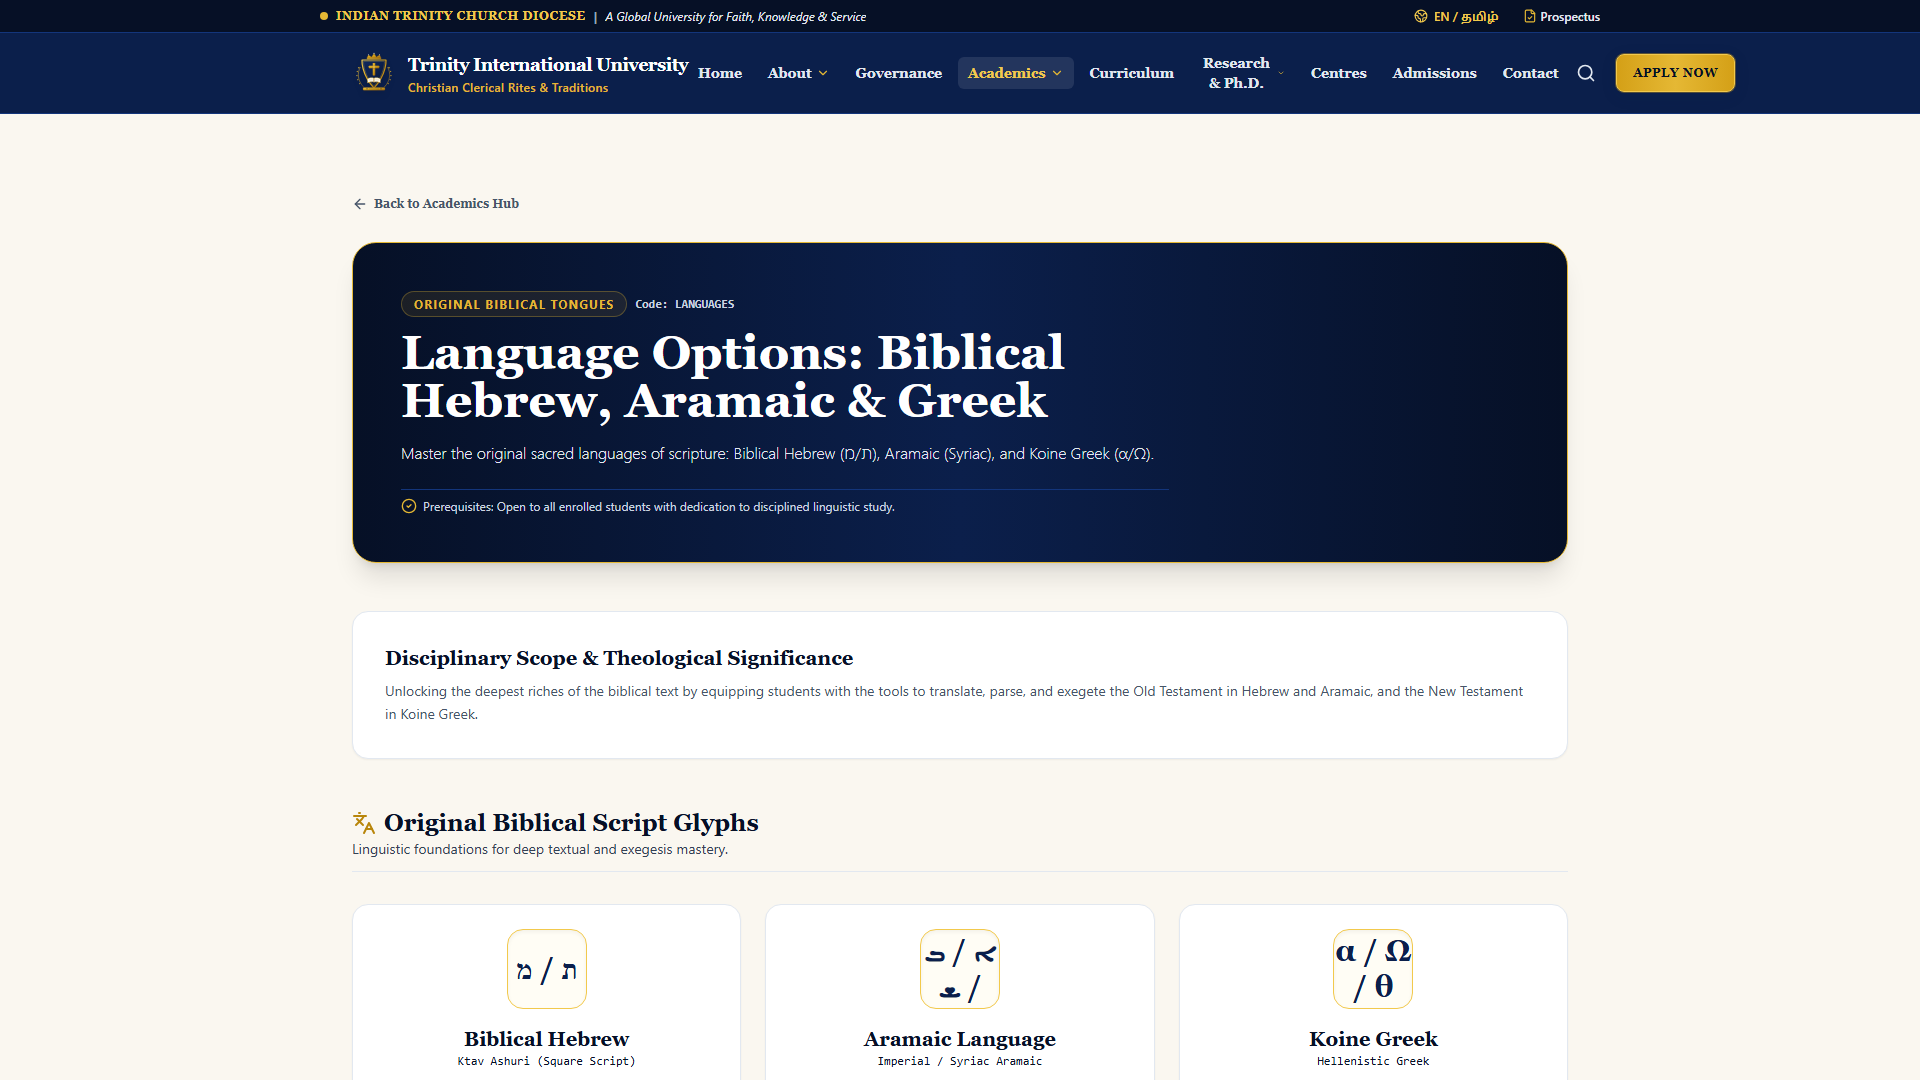 INDIAN TRINITY CHURCH DIOCESE | A Global University for Faith, Knowledge & Service
EN / தமிழ்
Prospectus
Trinity International University
Christian Clerical Rites & Traditions
Home
About
Governance
Academics
Curriculum
Research
& Ph.D.
Centres
Admissions
Contact
APPLY NOW
Back to Academics Hub
ORIGINAL BIBLICAL TONGUES
Code: LANGUAGES
Language Options: Biblical
Hebrew, Aramaic & Greek
Master the original sacred languages of scripture: Biblical Hebrew (ת/מ), Aramaic (Syriac), and Koine Greek (α/Ω).
Prerequisites: Open to all enrolled students with dedication to disciplined linguistic study.
Disciplinary Scope & Theological Significance
Unlocking the deepest riches of the biblical text by equipping students with the tools to translate, parse, and exegete the Old Testament in Hebrew and Aramaic, and the New Testament
in Koine Greek.
Original Biblical Script Glyphs
Linguistic foundations for deep textual and exegesis mastery.
ת / מ
ܐ / ܒ
/ ܫ
α / Ω
/ θ
Biblical Hebrew
Ktav Ashuri (Square Script)
Aramaic Language
Imperial / Syriac Aramaic
Koine Greek
Hellenistic Greek